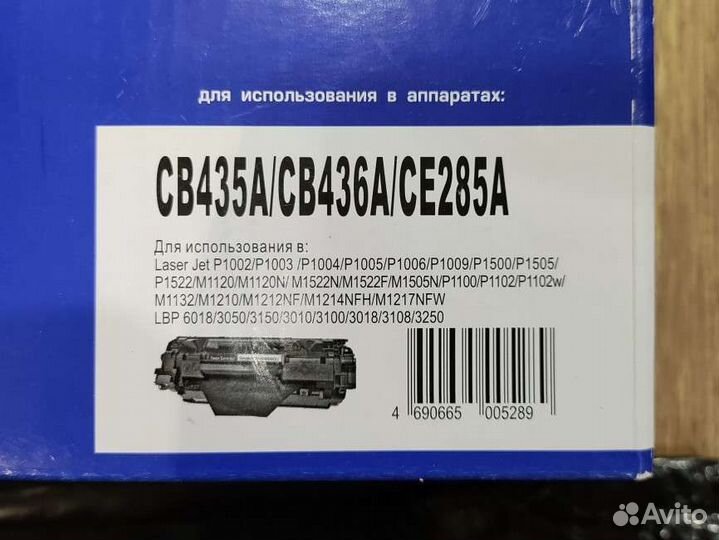 для использования в аппаратах:
CB435A/CB436A/CE285A
Для использования в:
Laser Jet P1002/P1003 /P1004/P1005/P1006/P1009/P1500/P1505/
P1522/M1120/M1120N/ M1522N/M1522F/M1505N/P1100/P1102/P1102w/
M1132/M1210/M1212NF/M1214NFH/M1217NFW
LBP 6018/3050/3150/3010/3100/3018/3108/3250
4 690665 005289
Avito